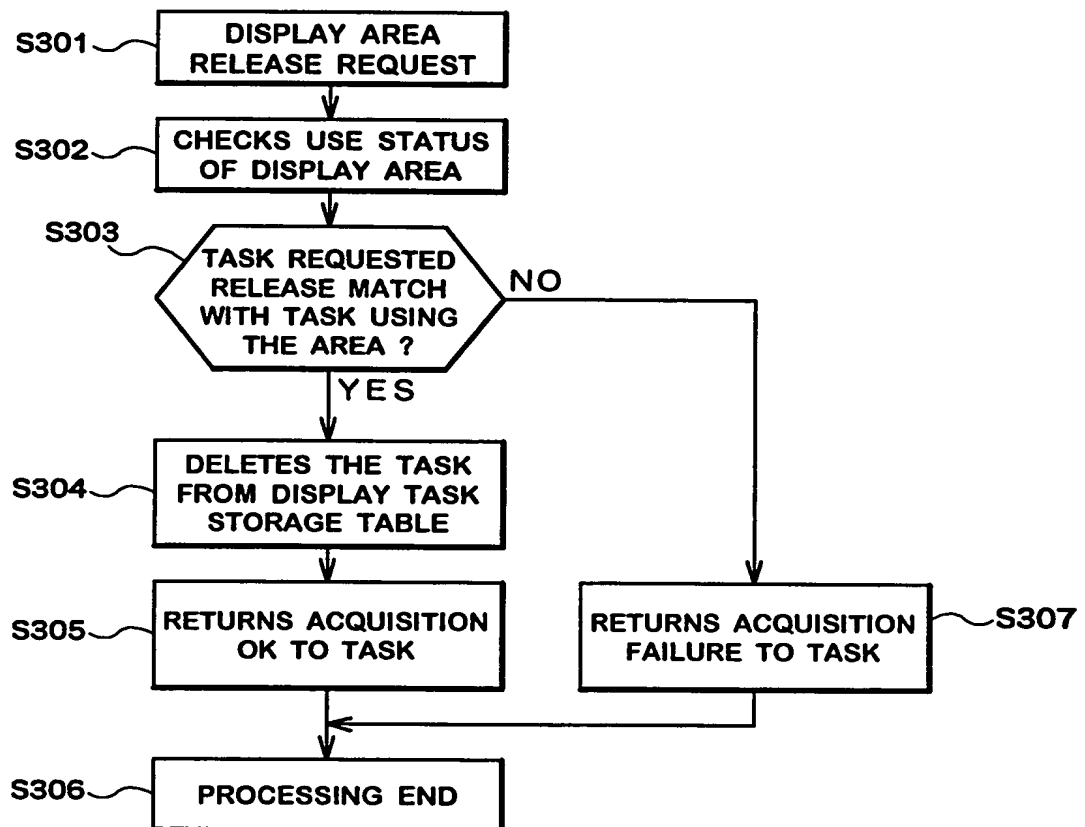 S301
DISPLAY AREA
RELEASE REQUEST
S302
CHECKS USE STATUS
OF DISPLAY AREA
S303
TASK REQUESTED
RELEASE MATCH
WITH TASK USING
THE AREA ?
NO
YES
S304
DELETES THE TASK
FROM DISPLAY TASK
STORAGE TABLE
S305
RETURNS ACQUISITION
OK TO TASK
RETURNS ACQUISITION
FAILURE TO TASK
S307
S306
PROCESSING END